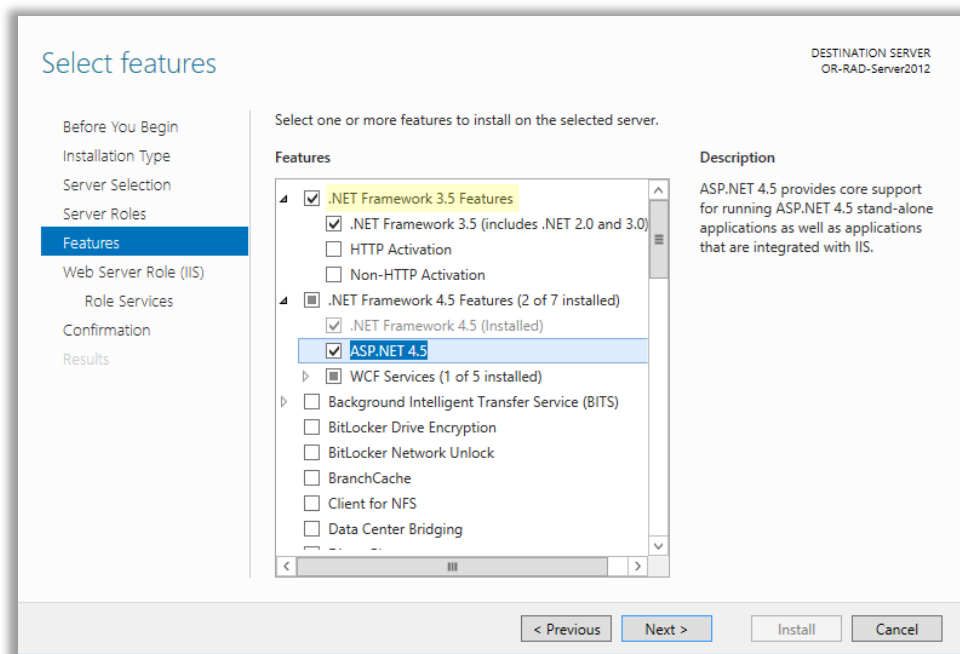 Select features
DESTINATION SERVER
OR-RAD-Server2012
Before You Begin
Installation Type
Server Selection
Server Roles
Features
Web Server Role (IIS)
Role Services
Confirmation
Results
Select one or more features to install on the selected server.
Features
.NET Framework 3.5 Features
.NET Framework 3.5 (includes .NET 2.0 and 3.0)
HTTP Activation
Non-HTTP Activation
.NET Framework 4.5 Features (2 of 7 installed)
.NET Framework 4.5 (Installed)
ASP.NET 4.5
WCF Services (1 of 5 installed)
Background Intelligent Transfer Service (BITS)
BitLocker Drive Encryption
BitLocker Network Unlock
BranchCache
Client for NFS
Data Center Bridging
Description
ASP.NET 4.5 provides core support
for running ASP.NET 4.5 stand-alone
applications as well as applications
that are integrated with IIS.
< Previous
Next >
Install
Cancel